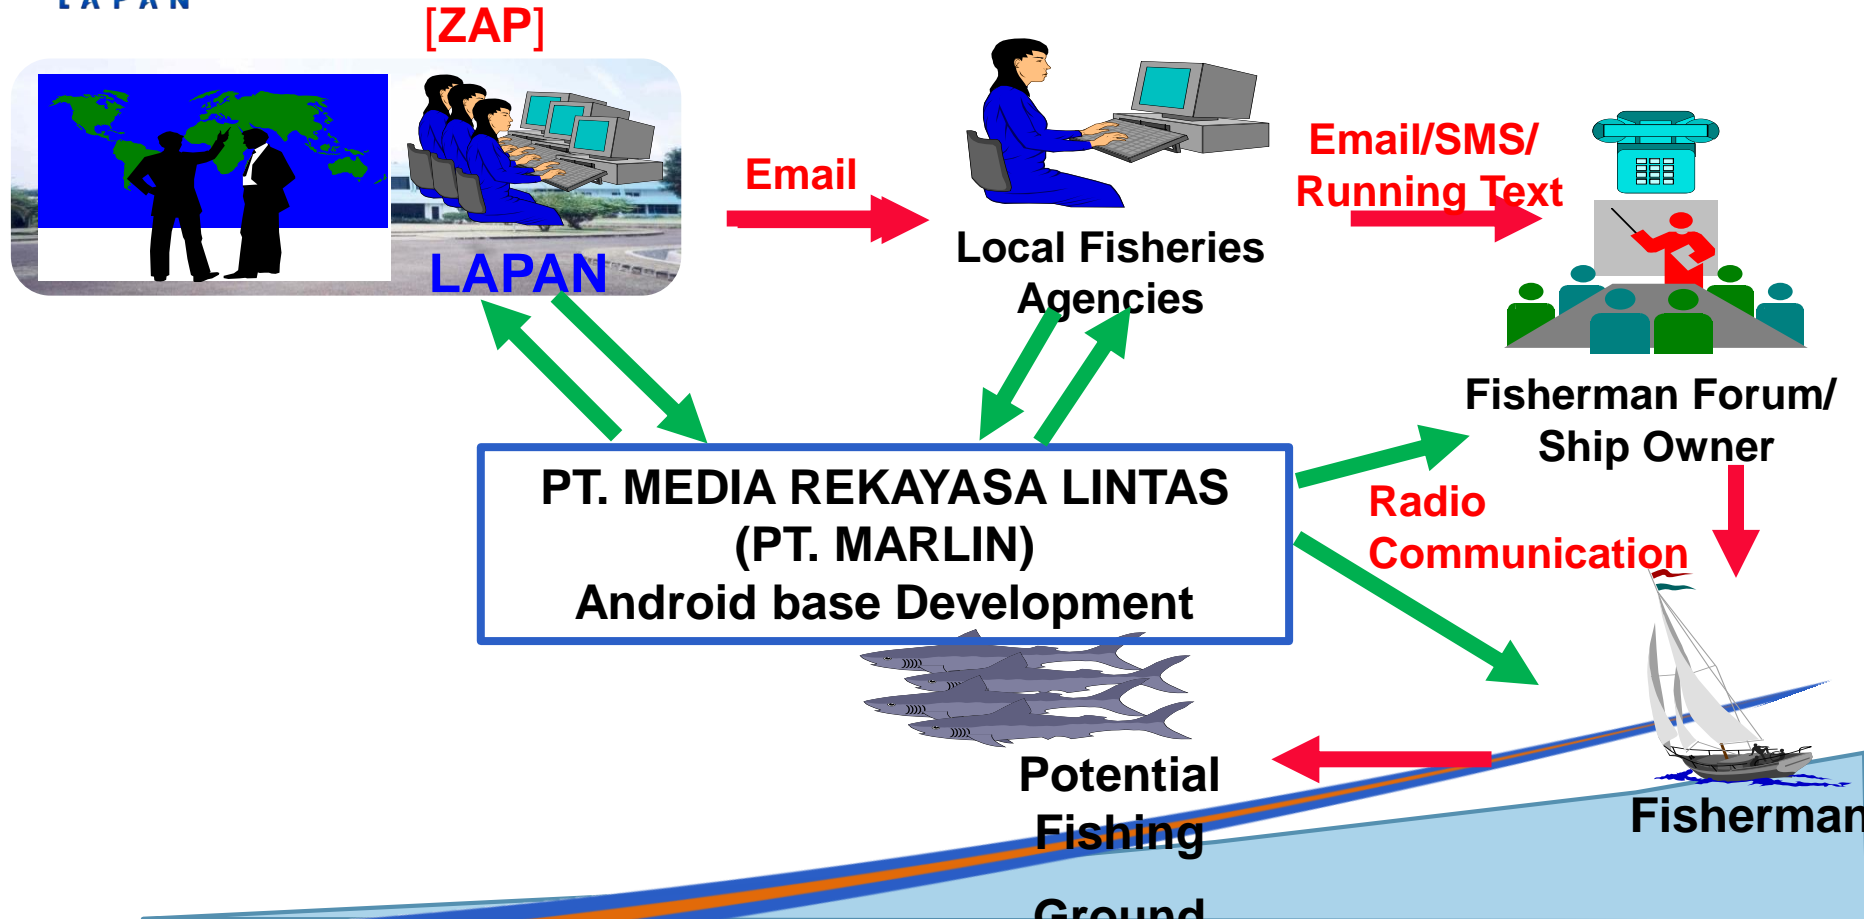 LAPAN
[ZAP]
LAPAN
Email
Local Fisheries
Agencies
Email/SMS/
Running Text
Fisherman Forum/
Ship Owner
PT. MEDIA REKAYASA LINTAS
(PT. MARLIN)
Android base Development
Radio
Communication
Potential
Fishing
Ground
Fisherman